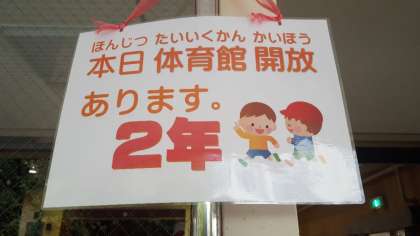 ほんじつ たいいくかん かいほう
本日 体育館 開放
あります。
2年